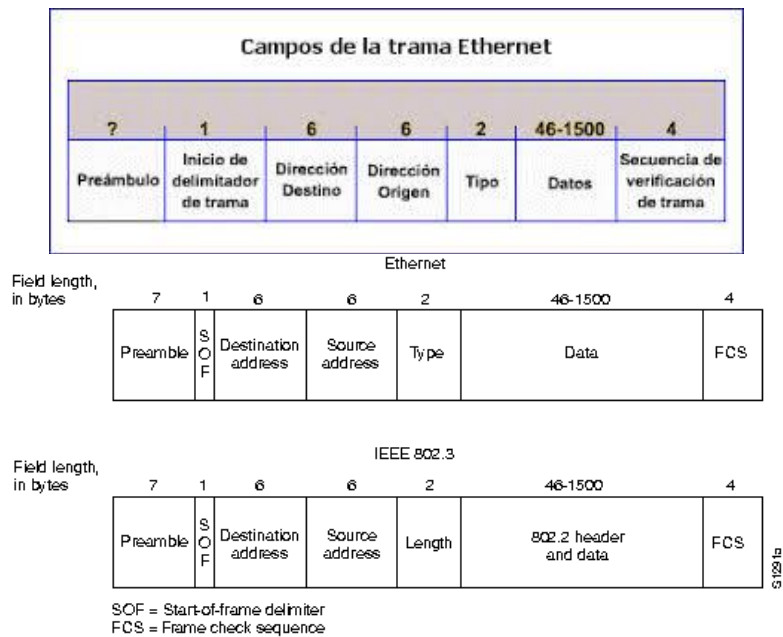 Campos de la trama Ethernet
? 1 6 6 2 46-1500 4
Preámbulo
Inicio de
delimitador
de trama
Dirección
Destino
Dirección
Origen
Tipo
Datos
Secuencia de
verificación
de trama
Ethernet
Field length,
in bytes
7 1 6 6 2 46-1500 4
Preamble
S
O
F
Destination
address
Source
address
Type
Data
FCS
IEEE 802.3
Field length,
in bytes
7 1 6 6 2 46-1500 4
Preamble
S
O
F
Destination
address
Source
address
Length
802.2 header
and data
FCS
S1291a
SOF = Start-of-frame delimiter
FCS = Frame check sequence